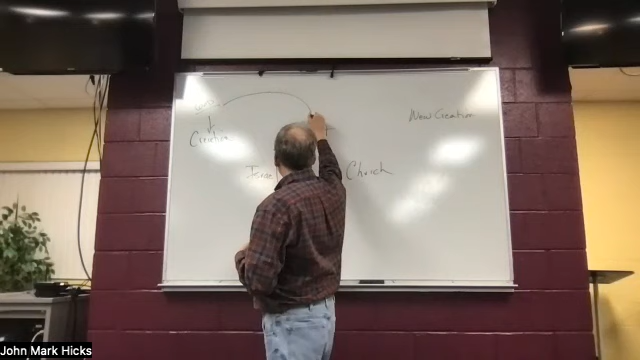 Creation
New Creation
Israel
Church
John Mark Hicks